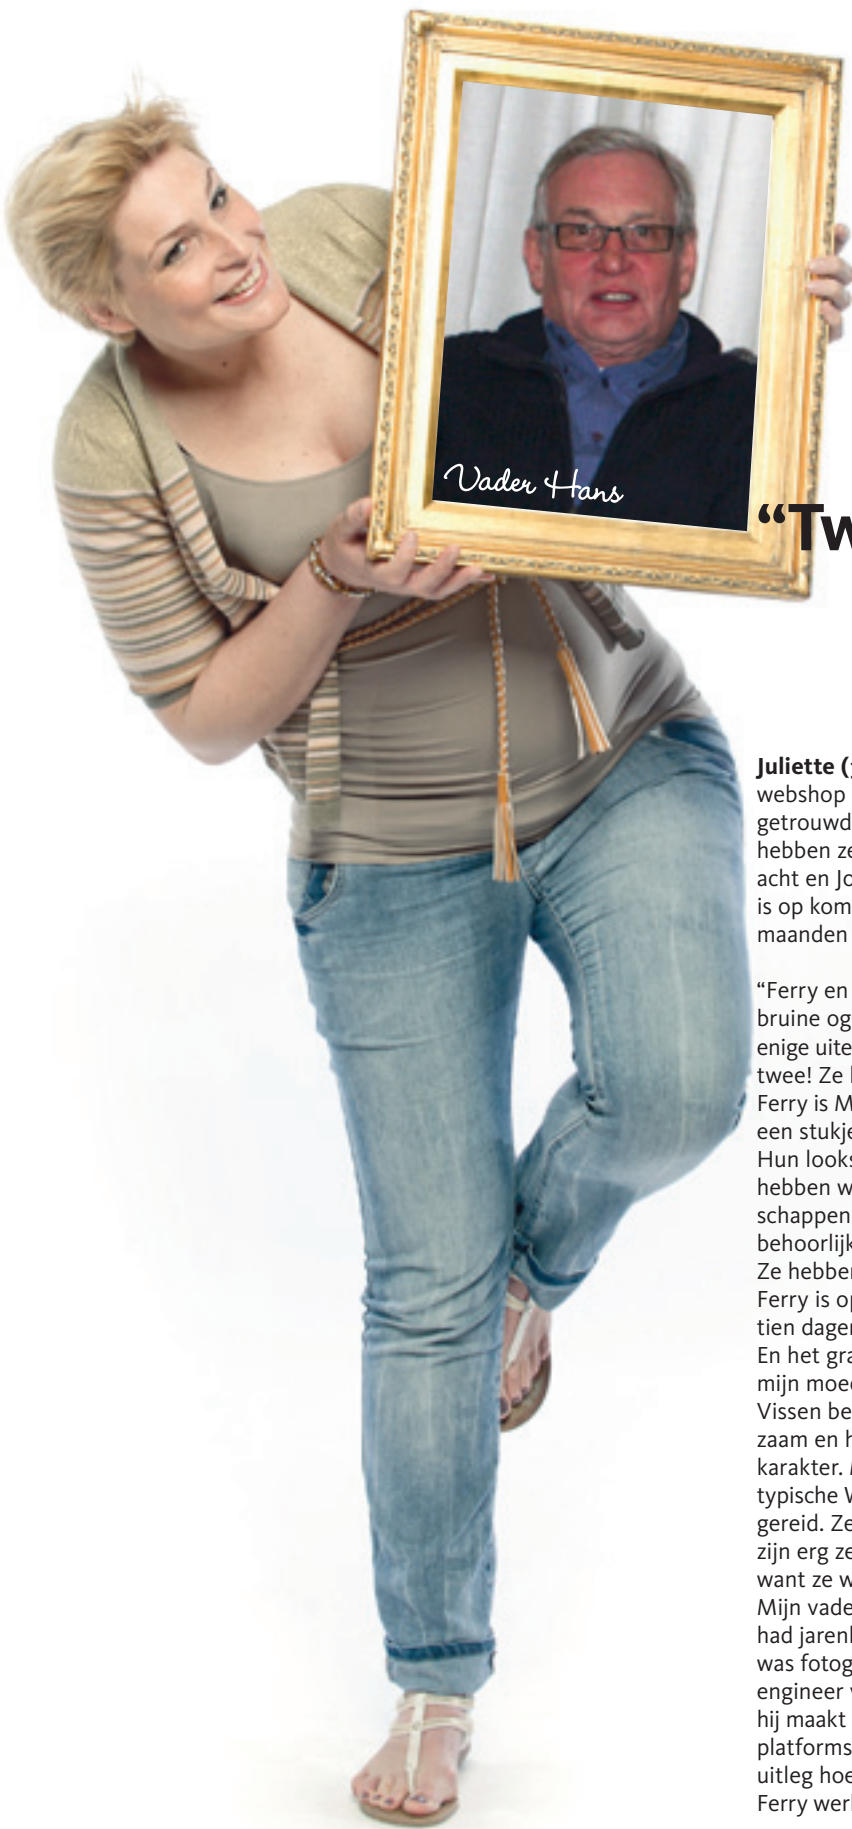 Vader Hans
“Tw
Juliette (3
webshop
getrouwd
hebben ze
acht en Jo
is op kom
maanden
“Ferry en
bruine og
enige uite
twee! Ze
Ferry is M
een stukje
Hun looks
hebben w
schappen
behoorlijk
Ze hebben
Ferry is op
tien dagen
En het gra
mijn moed
Vissen be
zaam en h
karakter.
typische W
gereid. Ze
zijn erg ze
want ze w
Mijn vade
had jarenl
was fotog
engineer v
hij maakt
platforms
uitleg hoe
Ferry werk